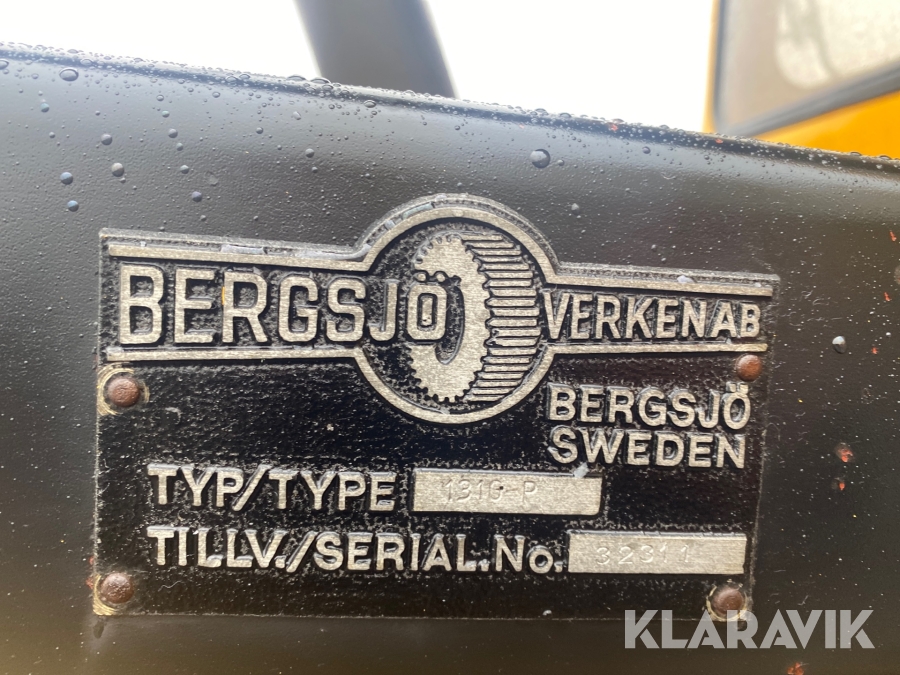 BERGSJÖ VERKEN AB
BERGSJÖ
SWEDEN
TYP/TYPE 1310-P
TILLV./SERIAL.No. 32311
KLARAVIK